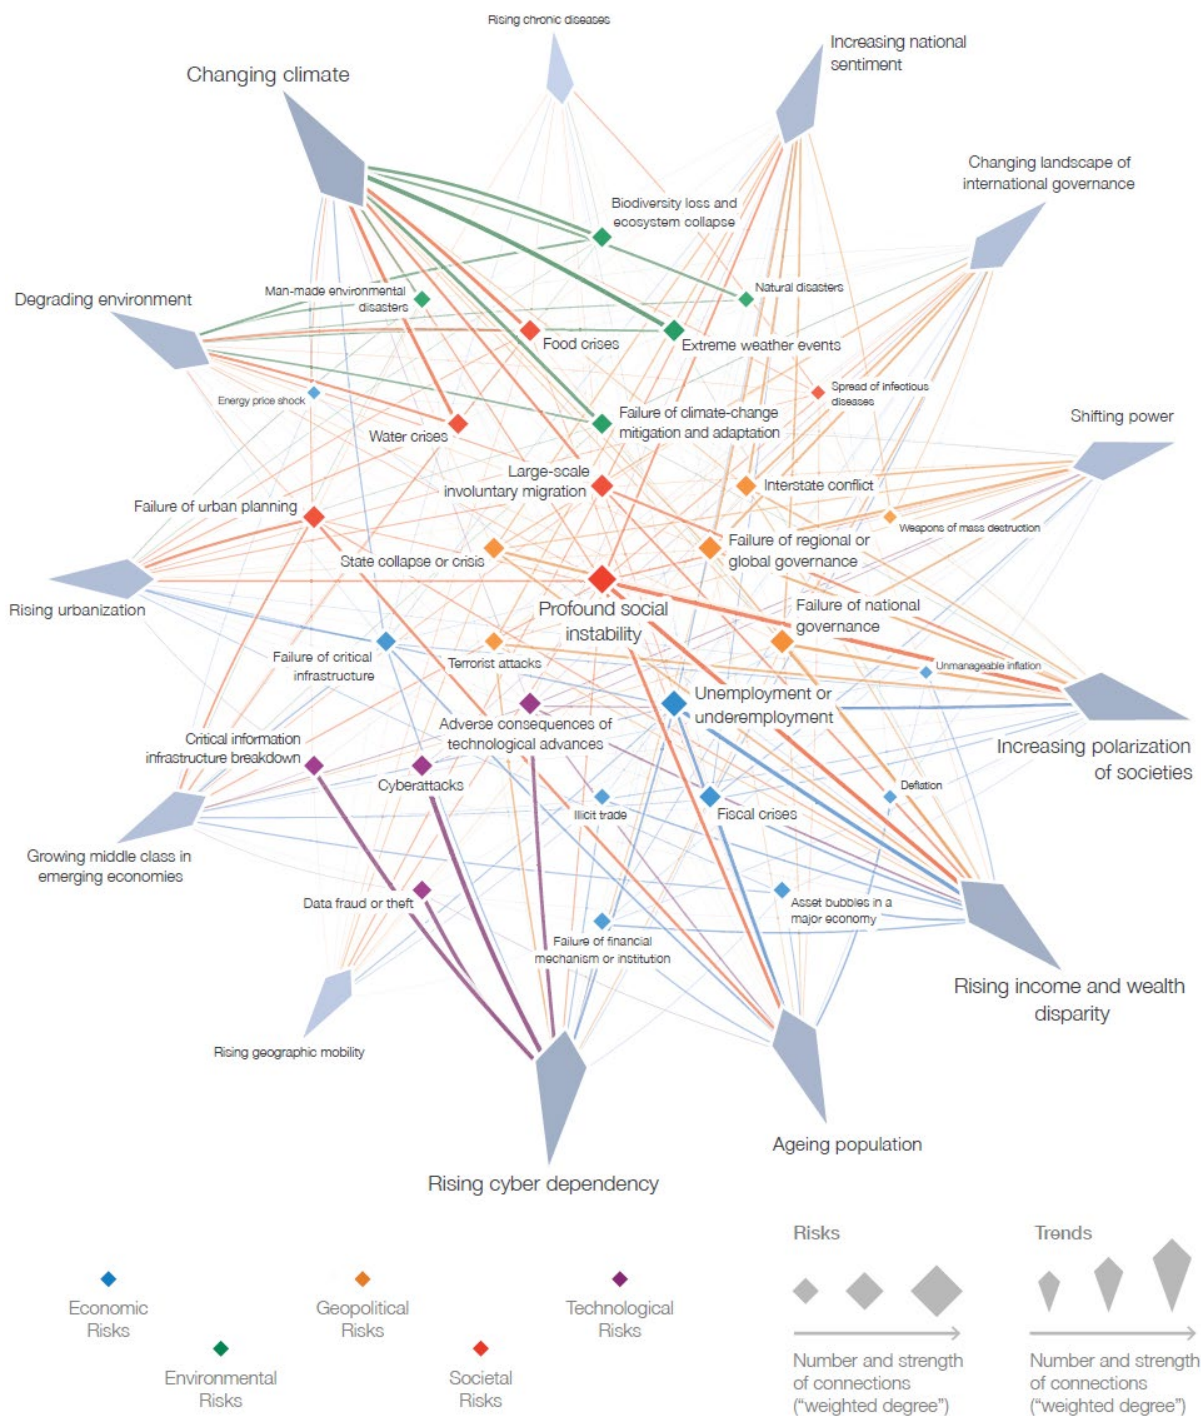 Rising chronic diseases
Increasing national
sentiment
Changing climate
Changing landscape of
international governance
Biodiversity loss and
ecosystem collapse
Degrading environment
Man-made environmental
disasters
Natural disasters
Food crises
Extreme weather events
Energy price shock
Spread of infectious
diseases
Shifting power
Water crises
Failure of climate-change
mitigation and adaptation
Large-scale
involuntary migration
Interstate conflict
Failure of urban planning
Weapons of mass destruction
State collapse or crisis
Failure of regional or
global governance
Rising urbanization
Profound social
instability
Failure of national
governance
Failure of critical
infrastructure
Terrorist attacks
Unmanageable inflation
Unemployment or
underemployment
Adverse consequences of
technological advances
Increasing polarization
of societies
Critical information
infrastructure breakdown
Cyberattacks
Illicit trade
Fiscal crises
Deflation
Growing middle class in
emerging economies
Data fraud or theft
Asset bubbles in a
major economy
Failure of financial
mechanism or institution
Rising income and wealth
disparity
Rising geographic mobility
Ageing population
Rising cyber dependency
Risks
Trends
Economic
Risks
Geopolitical
Risks
Technological
Risks
Environmental
Risks
Societal
Risks
Number and strength
of connections
("weighted degree")
Number and strength
of connections
("weighted degree")